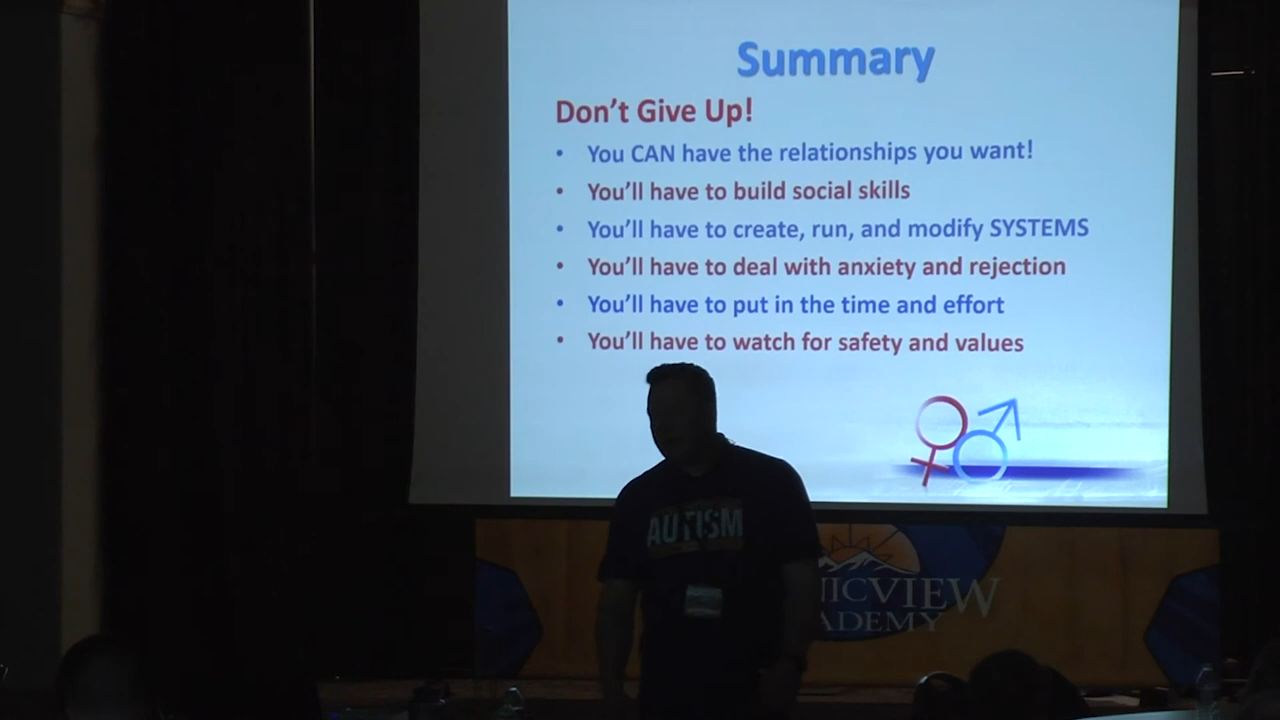 Summary
Don't Give Up!
• You CAN have the relationships you want!
• You'll have to build social skills
• You'll have to create, run, and modify SYSTEMS
• You'll have to deal with anxiety and rejection
• You'll have to put in the time and effort
• You'll have to watch for safety and values
AUTISM